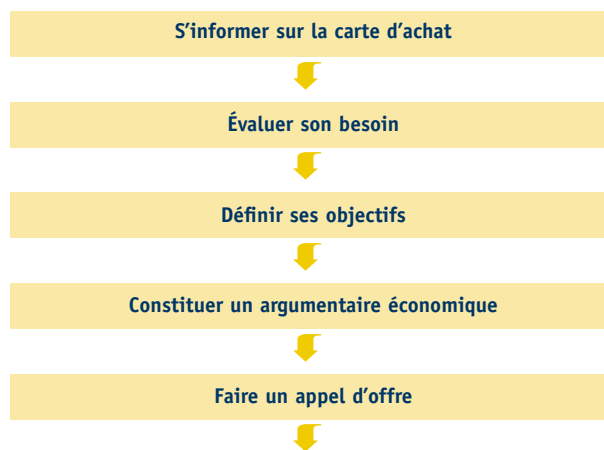 S’informer sur la carte d’achat
Évaluer son besoin
Définir ses objectifs
Constituer un argumentaire économique
Faire un appel d’offre